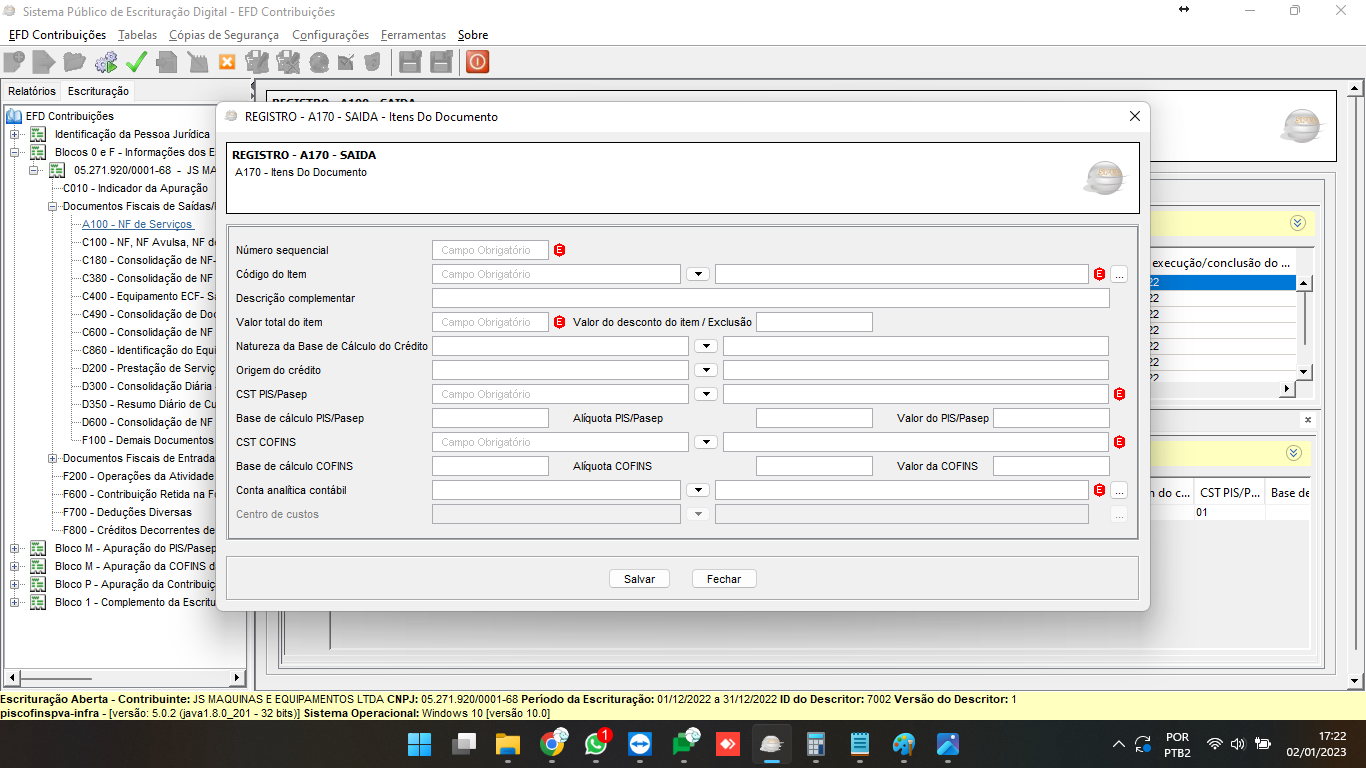 Sistema Público de Escrituração Digital - EFD Contribuições
EFD Contribuições Tabelas Cópias de Segurança Configurações Ferramentas Sobre
Relatórios Escrituração
EFD Contribuições
Identificação da Pessoa Jurídica
Blocos 0 e F - Informações dos E
05.271.920/0001-68 - JS MA
C010 - Indicador da Apuração
Documentos Fiscais de Saídas/
A100 - NF de Serviços
C100 - NF, NF Avulsa, NF d
C180 - Consolidação de NF-
C380 - Consolidação de NF
C400 - Equipamento ECF- Sa
C490 - Consolidação de Doc
C600 - Consolidação de NF
C860 - Identificação do Equi
D200 - Prestação de Serviç
D300 - Consolidação Diária
D350 - Resumo Diário de Cu
D600 - Consolidação de NF
F100 - Demais Documentos
Documentos Fiscais de Entrada
F200 - Operações da Atividade
F600 - Contribuição Retida na F
F700 - Deduções Diversas
F800 - Créditos Decorrentes de
Bloco M - Apuração do PIS/Pasep
Bloco M - Apuração da COFINS d
Bloco P - Apuração da Contribuiç
Bloco 1 - Complemento da Escritu
REGISTRO - A100 - SAIDA
REGISTRO - A170 - SAIDA - Itens Do Documento
REGISTRO - A170 - SAIDA
A170 - Itens Do Documento
Número sequencial Campo Obrigatório E
Código do Item Campo Obrigatório E ...
Descrição complementar
Valor total do item Campo Obrigatório E Valor do desconto do item / Exclusão
Natureza da Base de Cálculo do Crédito
Origem do crédito
CST PIS/Pasep Campo Obrigatório E
Base de cálculo PIS/Pasep Alíquota PIS/Pasep Valor do PIS/Pasep
CST COFINS Campo Obrigatório E
Base de cálculo COFINS Alíquota COFINS Valor da COFINS
Conta analítica contábil E ...
Centro de custos ...
Salvar Fechar
execução/conclusão do ...
22
22
22
22
22
22
22
n do c... CST PIS/P... Base de
01
Escrituração Aberta - Contribuinte: JS MAQUINAS E EQUIPAMENTOS LTDA CNPJ: 05.271.920/0001-68 Período da Escrituração: 01/12/2022 a 31/12/2022 ID do Descritor: 7002 Versão do Descritor: 1
piscofinspva-infra - [versão: 5.0.2 (java1.8.0_201 - 32 bits)] Sistema Operacional: Windows 10 [versão 10.0]
1
POR
PTB2
17:22
02/01/2023